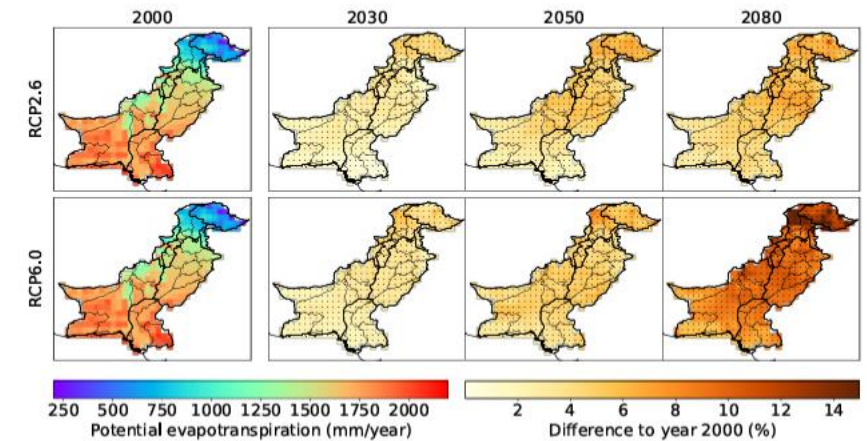 2000 2030 2050 2080
RCP2.6
RCP6.0
250 500 750 1000 1250 1500 1750 2000 2 4 6 8 10 12 14
Potential evapotranspiration (mm/year) Difference to year 2000 (%)